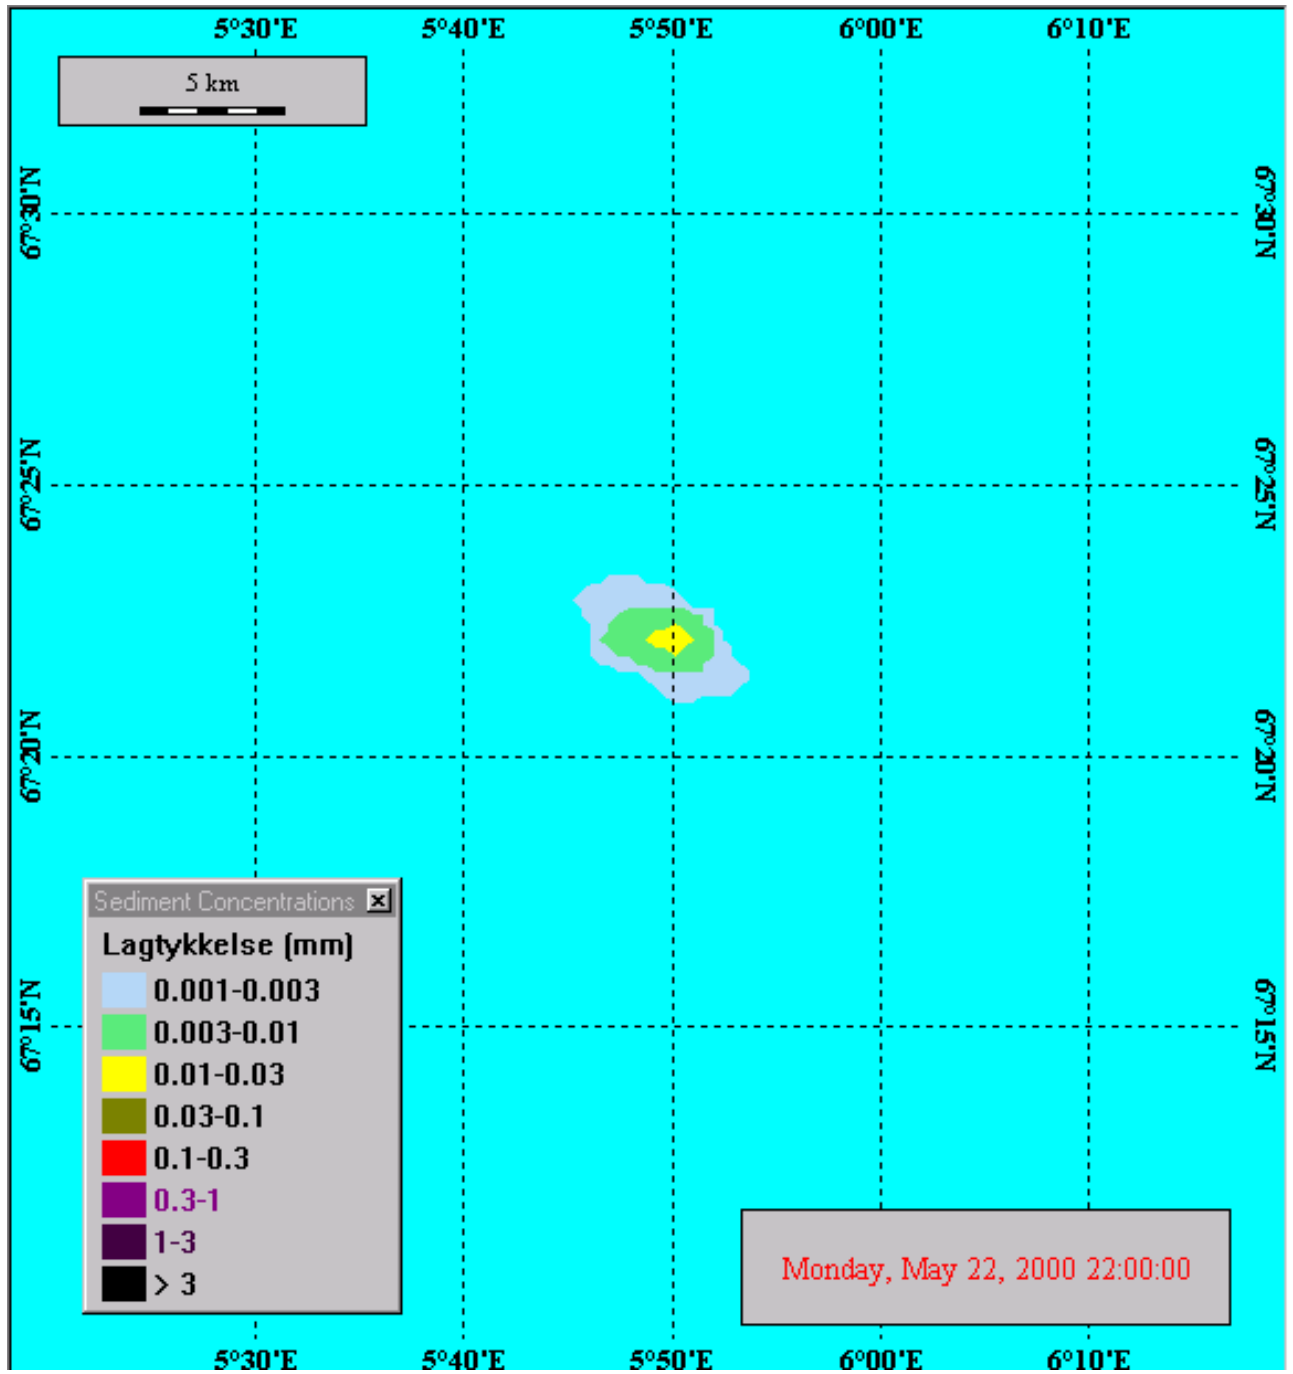 5°30'E 5°40'E 5°50'E 6°00'E 6°10'E
5 km
67°30'N 67°30'N
67°25'N 67°25'N
67°20'N 67°20'N
67°15'N 67°15'N
Sediment Concentrations
Lagtykkelse (mm)
0.001-0.003
0.003-0.01
0.01-0.03
0.03-0.1
0.1-0.3
0.3-1
1-3
> 3
Monday, May 22, 2000 22:00:00
5°30'E 5°40'E 5°50'E 6°00'E 6°10'E